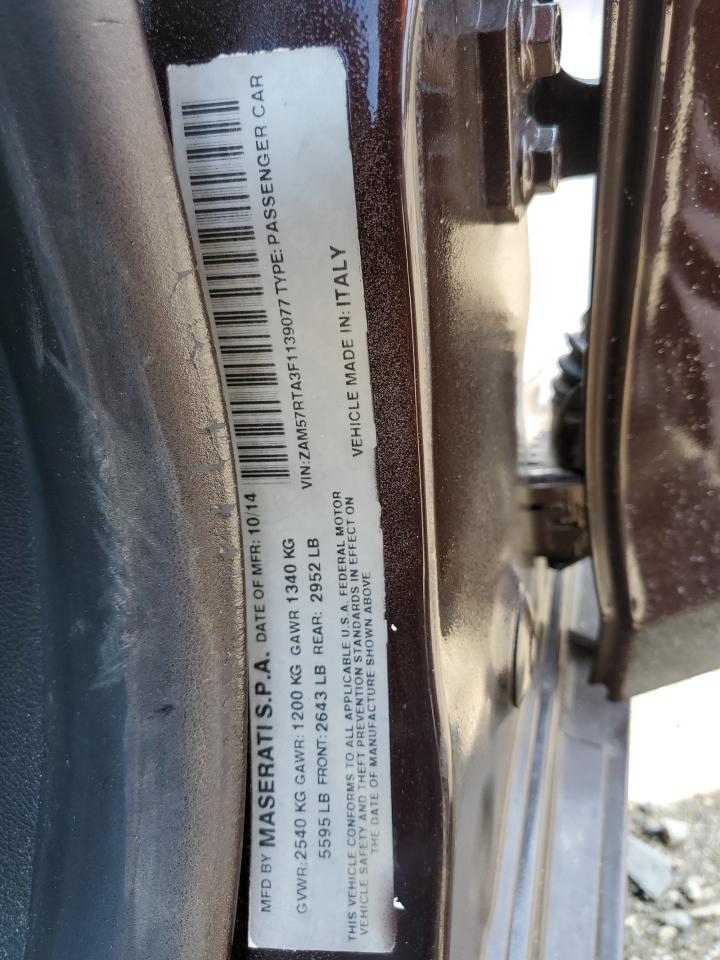 MFD BY MASERATI S.P.A. DATE OF MFR: 10/14
GVWR: 2540 KG GAWR: 1200 KG GAWR 1340 KG
5595 LB FRONT: 2643 LB REAR: 2952 LB
THIS VEHICLE CONFORMS TO ALL APPLICABLE U.S.A. FEDERAL MOTOR
VEHICLE SAFETY AND THEFT PREVENTION STANDARDS IN EFFECT ON
THE DATE OF MANUFACTURE SHOWN ABOVE
VIN:ZAM57RTA3F1139077 TYPE: PASSENGER CAR
VEHICLE MADE IN: ITALY